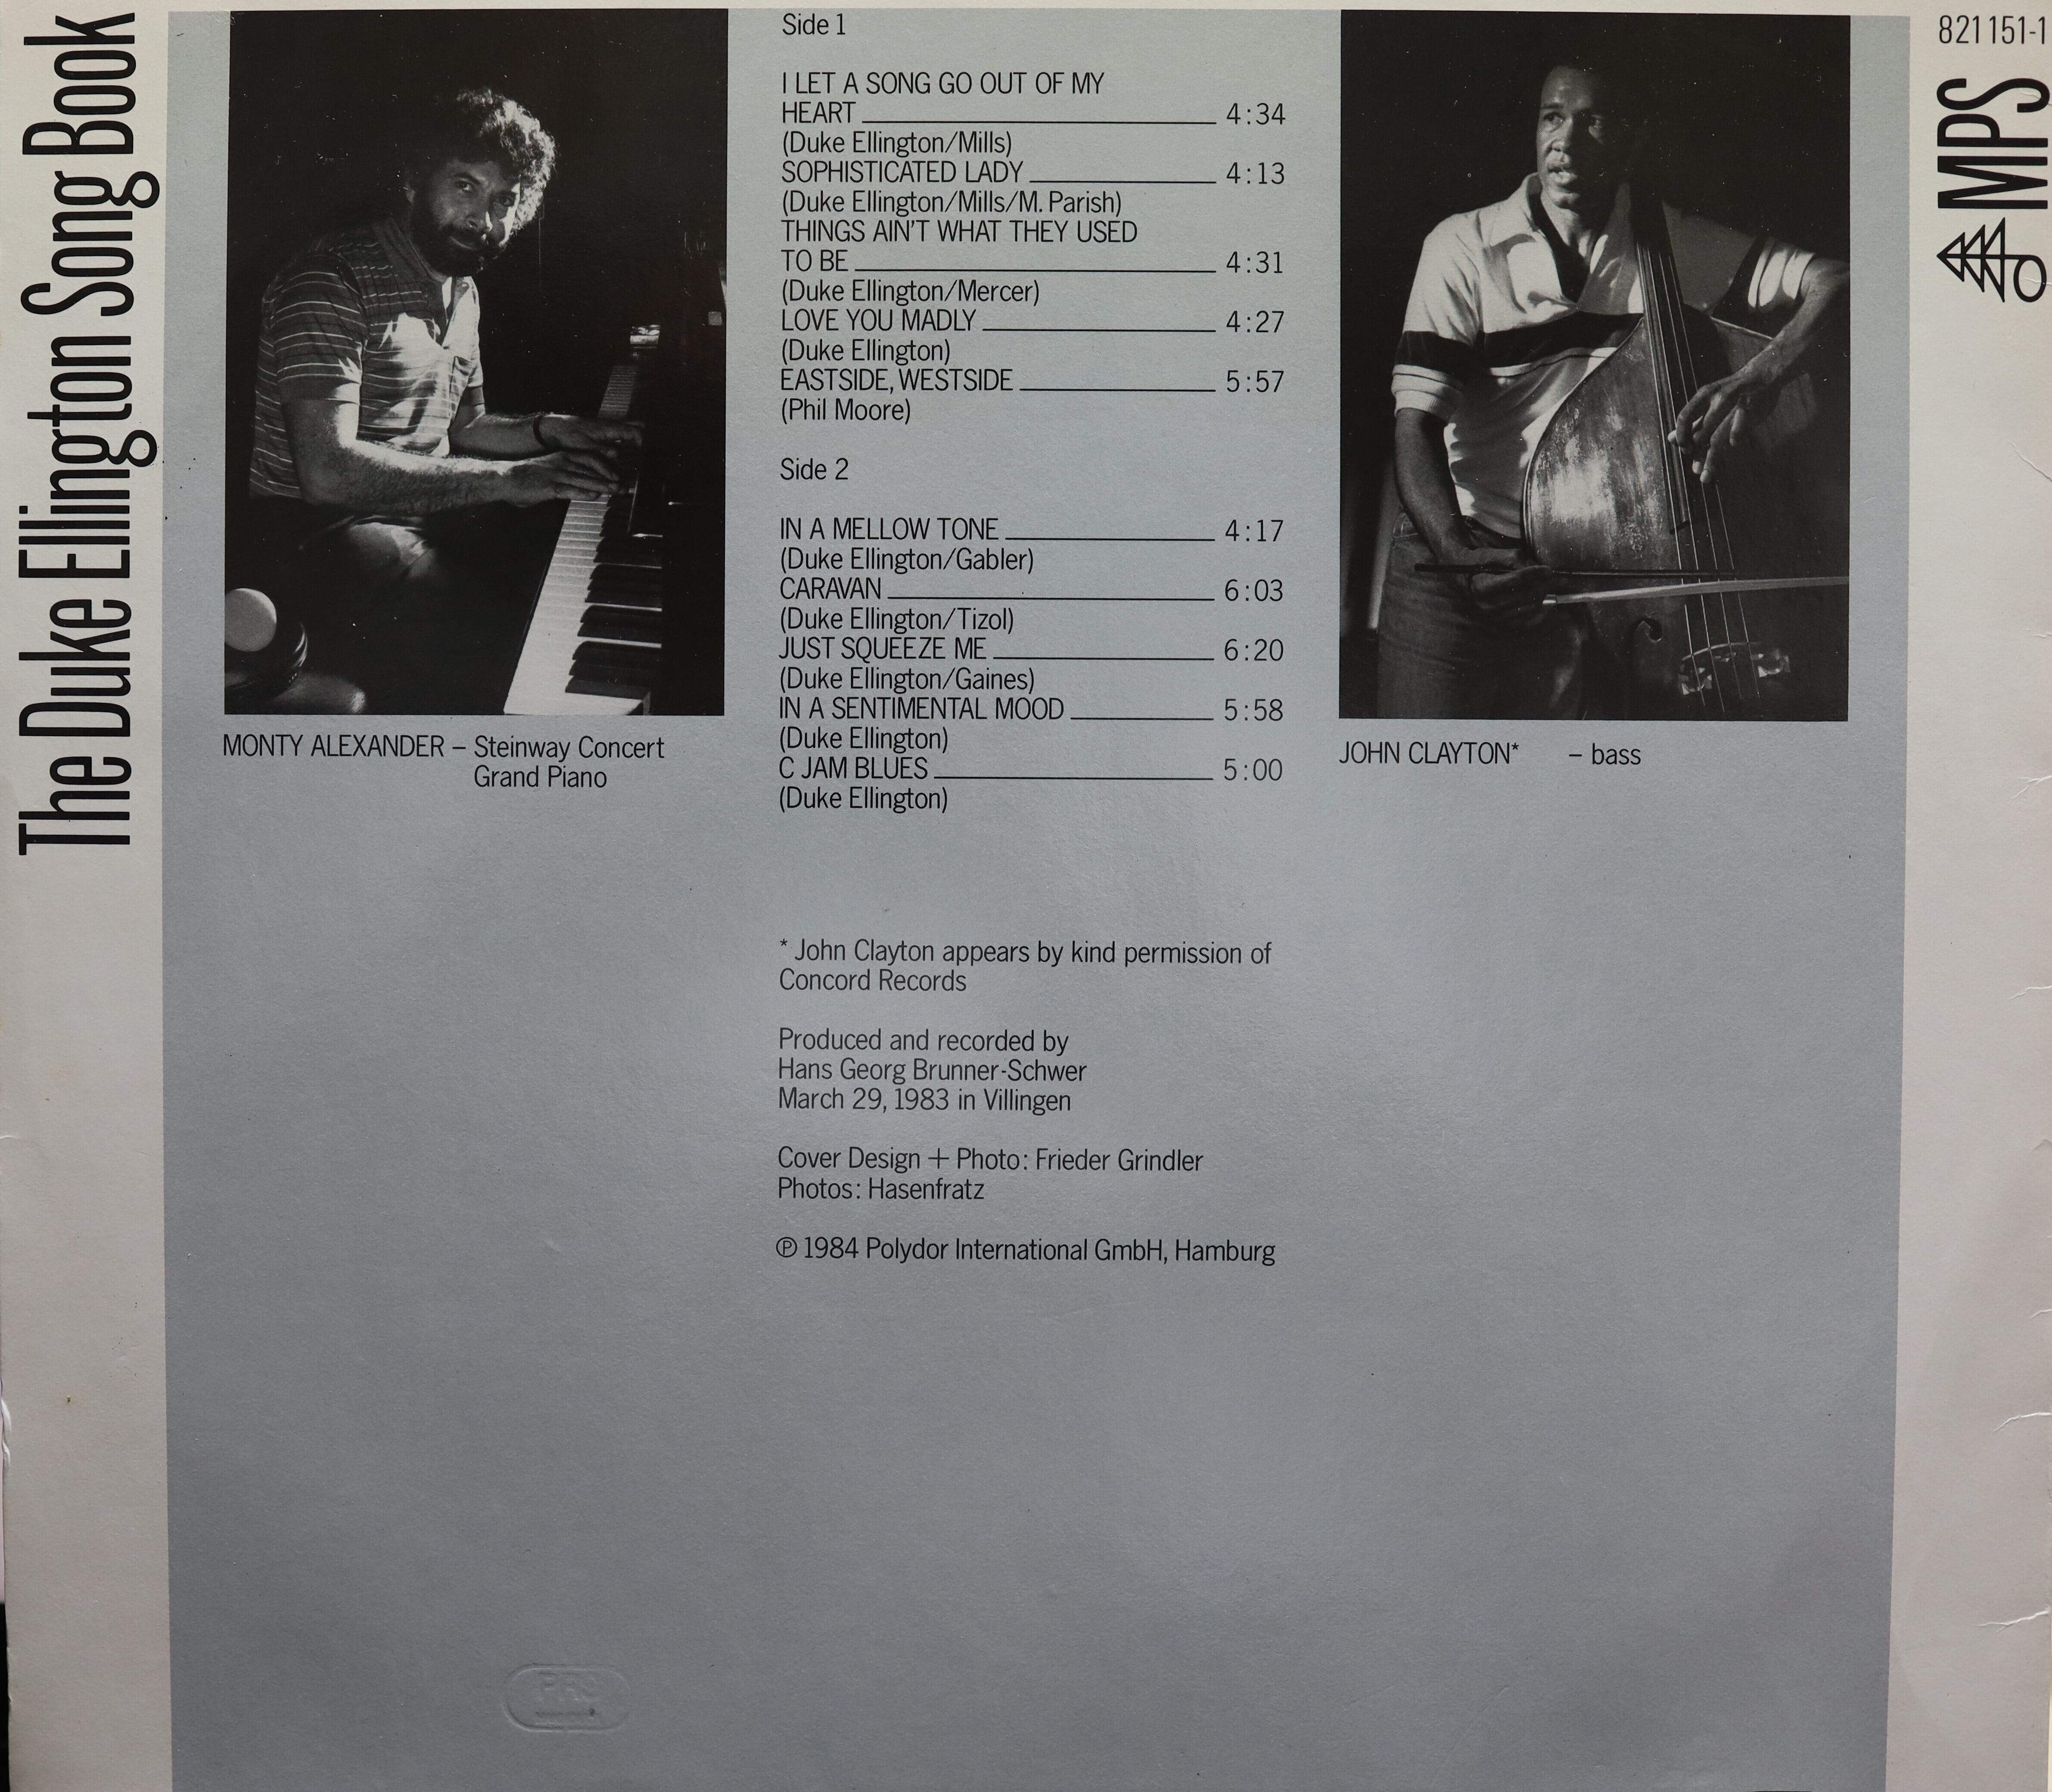 The Duke Ellington Song Book
Side 1
I LET A SONG GO OUT OF MY
HEART 4:34
(Duke Ellington/Mills)
SOPHISTICATED LADY 4:13
(Duke Ellington/Mills/M. Parish)
THINGS AIN'T WHAT THEY USED
TO BE 4:31
(Duke Ellington/Mercer)
LOVE YOU MADLY 4:27
(Duke Ellington)
EASTSIDE, WESTSIDE 5:57
(Phil Moore)
Side 2
IN A MELLOW TONE 4:17
(Duke Ellington/Gabler)
CARAVAN 6:03
(Duke Ellington/Tizol)
JUST SQUEEZE ME 6:20
(Duke Ellington/Gaines)
IN A SENTIMENTAL MOOD 5:58
(Duke Ellington)
C JAM BLUES 5:00
(Duke Ellington)
MONTY ALEXANDER – Steinway Concert
Grand Piano
JOHN CLAYTON* – bass
* John Clayton appears by kind permission of
Concord Records
Produced and recorded by
Hans Georg Brunner-Schwer
March 29, 1983 in Villingen
Cover Design + Photo: Frieder Grindler
Photos: Hasenfratz
℗ 1984 Polydor International GmbH, Hamburg
821 151-1
MPS